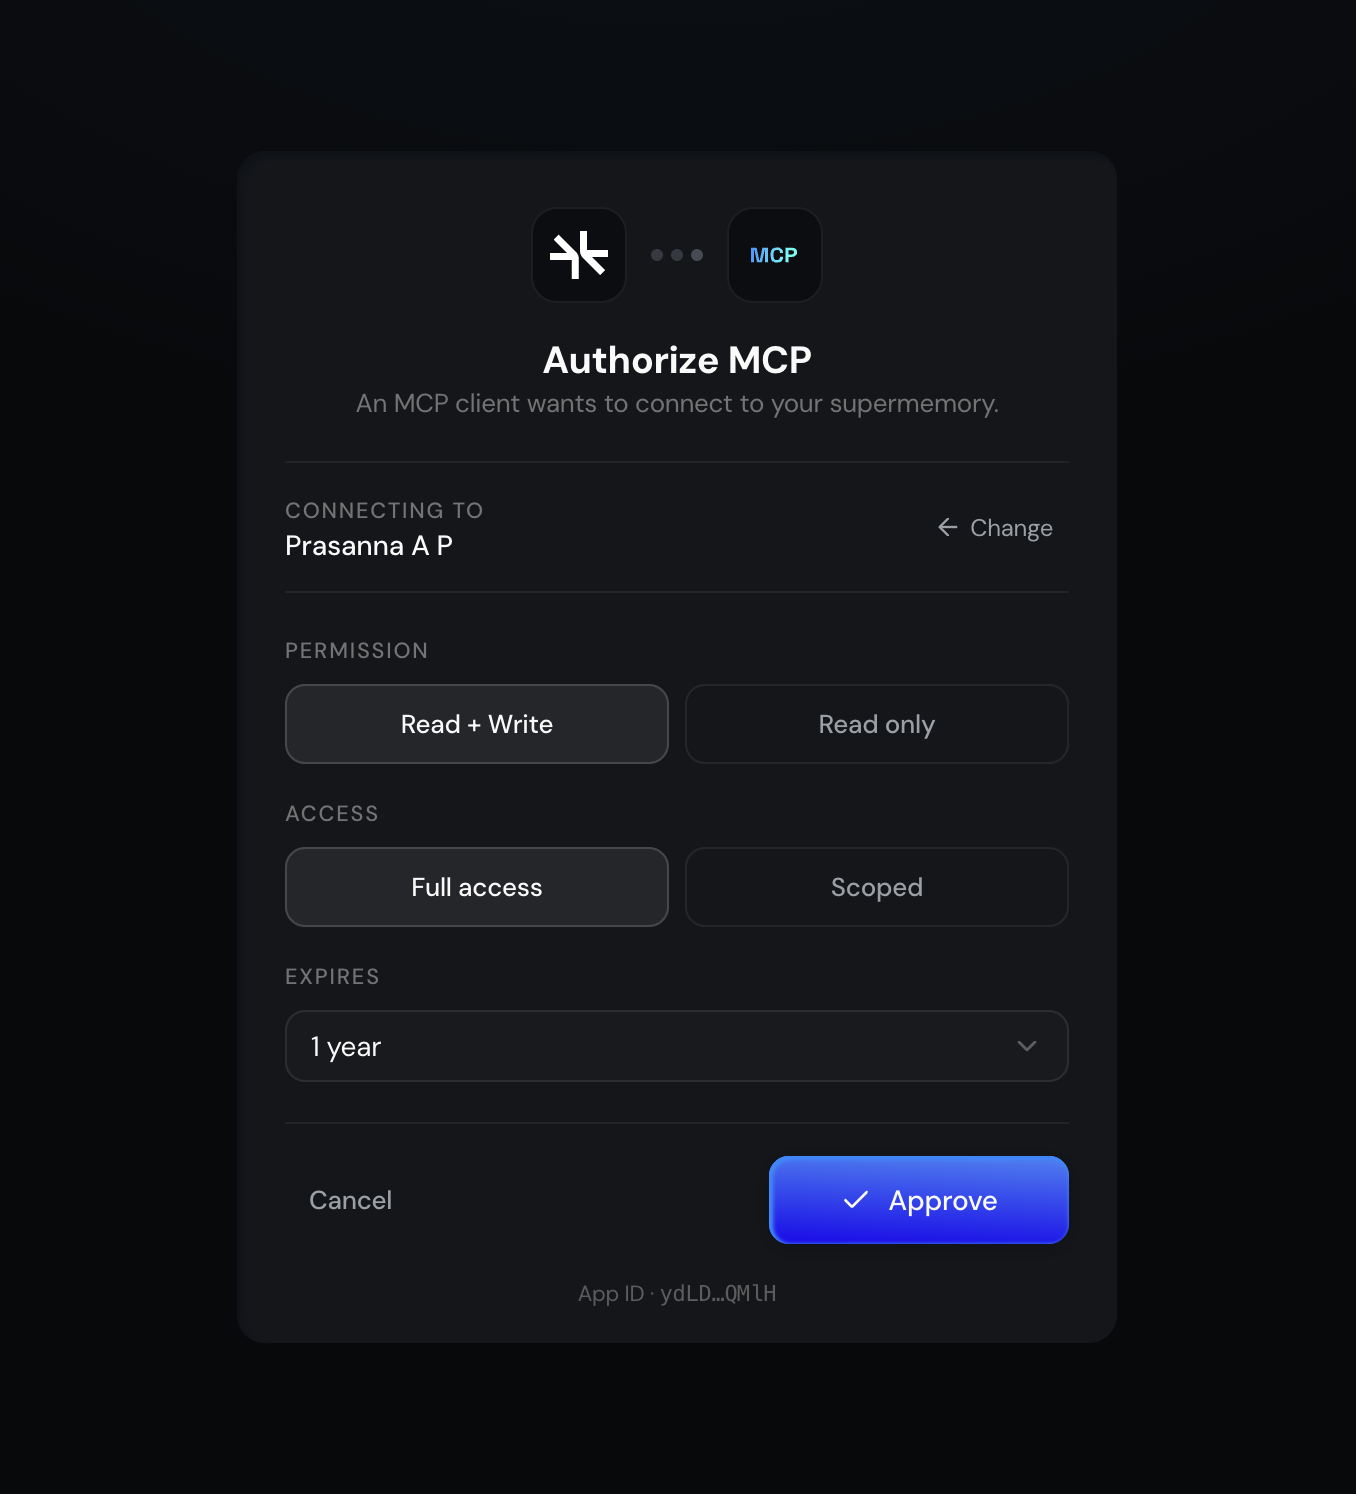 MCP
Authorize MCP
An MCP client wants to connect to your supermemory.
CONNECTING TO
Prasanna A P
← Change
PERMISSION
Read + Write
Read only
ACCESS
Full access
Scoped
EXPIRES
1 year
Cancel
✓ Approve
App ID · ydLD…QMlH